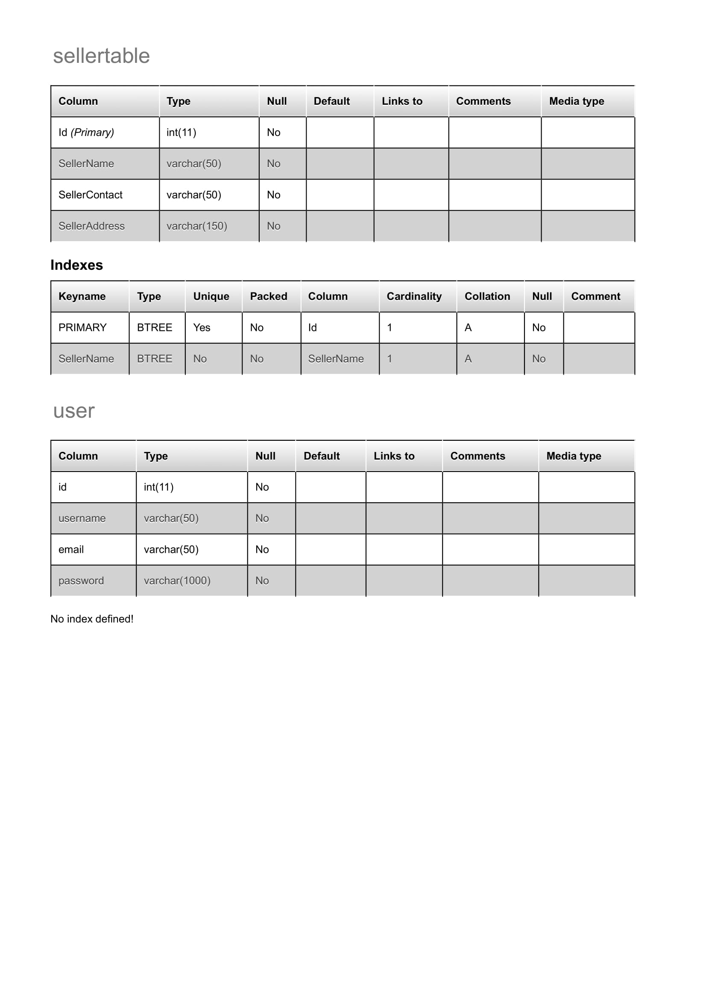 sellertable
Column Type Null Default Links to Comments Media type
Id (Primary) int(11) No
SellerName varchar(50) No
SellerContact varchar(50) No
SellerAddress varchar(150) No
Indexes
Keyname Type Unique Packed Column Cardinality Collation Null Comment
PRIMARY BTREE Yes No Id 1 A No
SellerName BTREE No No SellerName 1 A No
user
Column Type Null Default Links to Comments Media type
id int(11) No
username varchar(50) No
email varchar(50) No
password varchar(1000) No
No index defined!